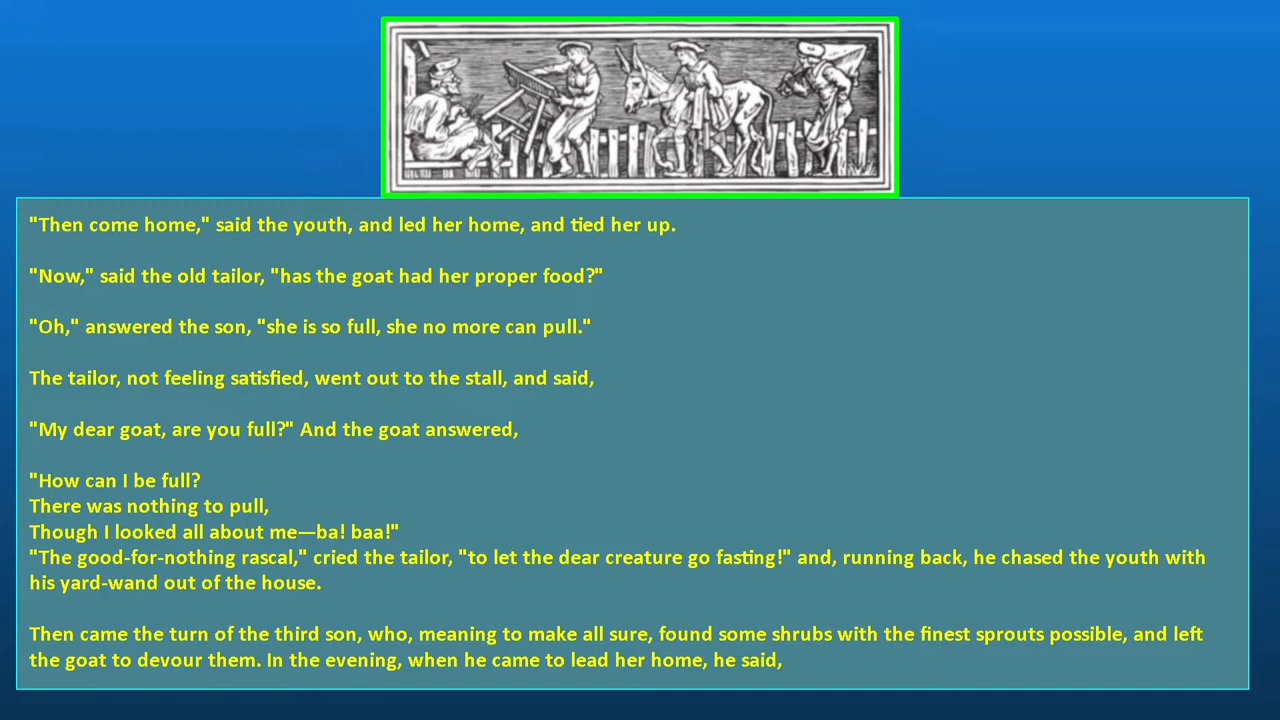 "Then come home," said the youth, and led her home, and tied her up.
"Now," said the old tailor, "has the goat had her proper food?"
"Oh," answered the son, "she is so full, she no more can pull."
The tailor, not feeling satisfied, went out to the stall, and said,
"My dear goat, are you full?" And the goat answered,
"How can I be full?
There was nothing to pull,
Though I looked all about me—ba! baa!"
"The good-for-nothing rascal," cried the tailor, "to let the dear creature go fasting!" and, running back, he chased the youth with
his yard-wand out of the house.
Then came the turn of the third son, who, meaning to make all sure, found some shrubs with the finest sprouts possible, and left
the goat to devour them. In the evening, when he came to lead her home, he said,